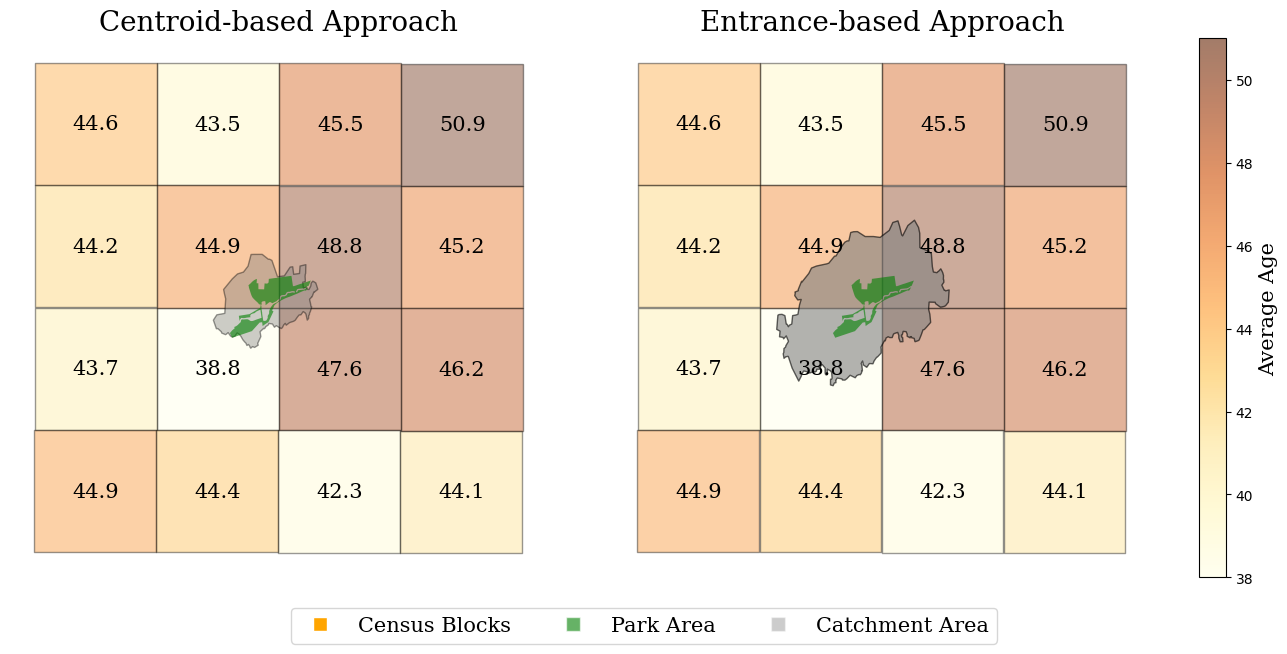 Centroid-based Approach
Entrance-based Approach
44.6 43.5 45.5 50.9
44.2 44.9 48.8 45.2
43.7 38.8 47.6 46.2
44.9 44.4 42.3 44.1
44.6 43.5 45.5 50.9
44.2 44.9 48.8 45.2
43.7 38.8 47.6 46.2
44.9 44.4 42.3 44.1
50
48
46
44
42
40
38
Average Age
Census Blocks Park Area Catchment Area